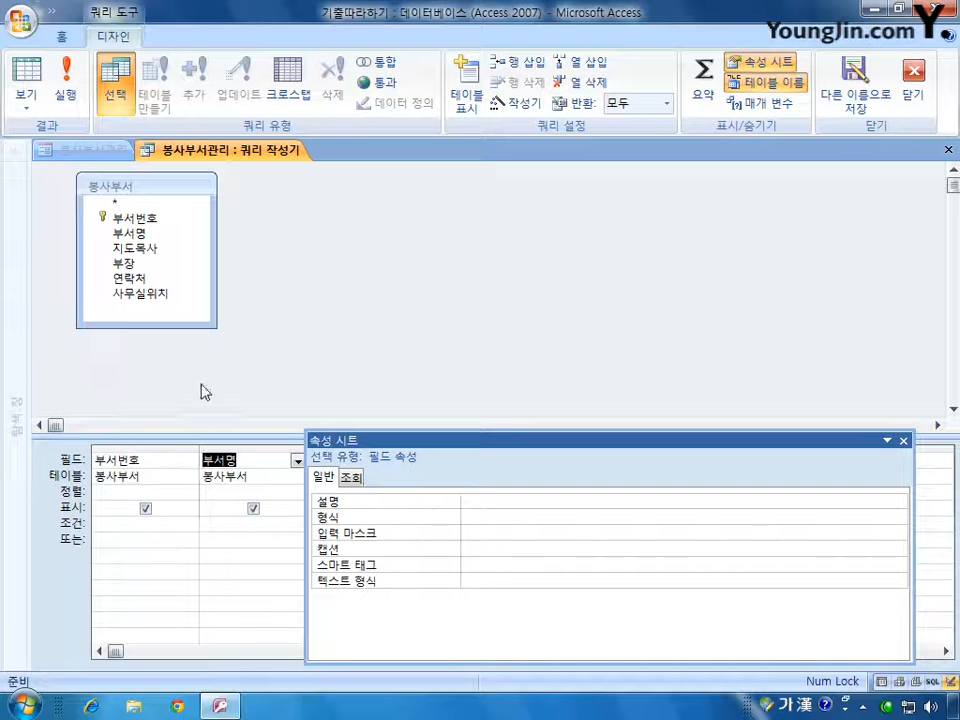 쿼리 도구
기출따라하기 : 데이터베이스 (Access 2007) - Microsoft Access
YoungJin.com Y.
홈
디자인
보기
실행
선택
테이블 만들기
추가
업데이트
크로스탭
삭제
통합
통과
데이터 정의
테이블 표시
행 삽입
행 삭제
작성기
열 삽입
열 삭제
반환: 모두
요약
속성 시트
테이블 이름
매개 변수
다른 이름으로 저장
닫기
결과
쿼리 유형
쿼리 설정
표시/숨기기
닫기
봉사부서관리 : 쿼리 작성기
봉사부서
*
부서번호
부서명
지도목사
부장
연락처
사무실위치
필드: 부서번호 부서명
테이블: 봉사부서 봉사부서
정렬:
표시:
조건:
또는:
속성 시트
선택 유형: 필드 속성
일반 조회
설명
형식
입력 마스크
캡션
스마트 태그
텍스트 형식
준비
Num Lock
SQL
가 漢